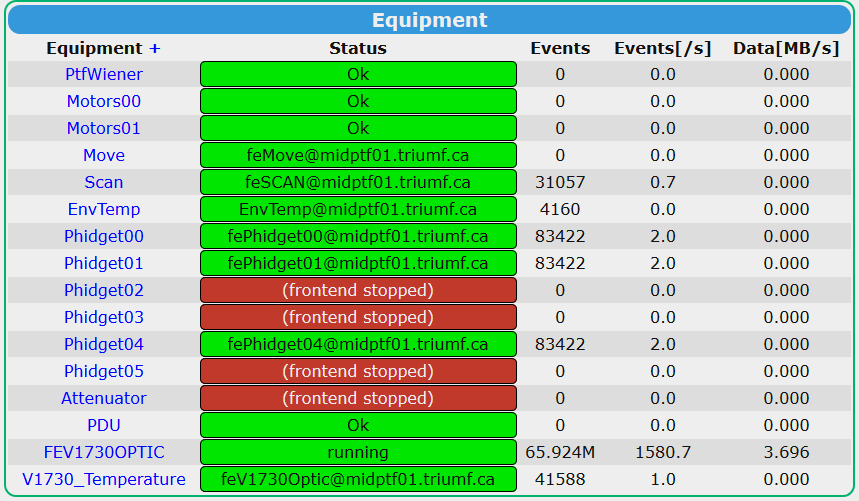 Equipment
Equipment + Status Events Events[/s] Data[MB/s]
PtfWiener Ok 0 0.0 0.000
Motors00 Ok 0 0.0 0.000
Motors01 Ok 0 0.0 0.000
Move feMove@midptf01.triumf.ca 0 0.0 0.000
Scan feSCAN@midptf01.triumf.ca 31057 0.7 0.000
EnvTemp EnvTemp@midptf01.triumf.ca 4160 0.0 0.000
Phidget00 fePhidget00@midptf01.triumf.ca 83422 2.0 0.000
Phidget01 fePhidget01@midptf01.triumf.ca 83422 2.0 0.000
Phidget02 (frontend stopped) 0 0.0 0.000
Phidget03 (frontend stopped) 0 0.0 0.000
Phidget04 fePhidget04@midptf01.triumf.ca 83422 2.0 0.000
Phidget05 (frontend stopped) 0 0.0 0.000
Attenuator (frontend stopped) 0 0.0 0.000
PDU Ok 0 0.0 0.000
FEV1730OPTIC running 65.924M 1580.7 3.696
V1730_Temperature feV1730Optic@midptf01.triumf.ca 41588 1.0 0.000